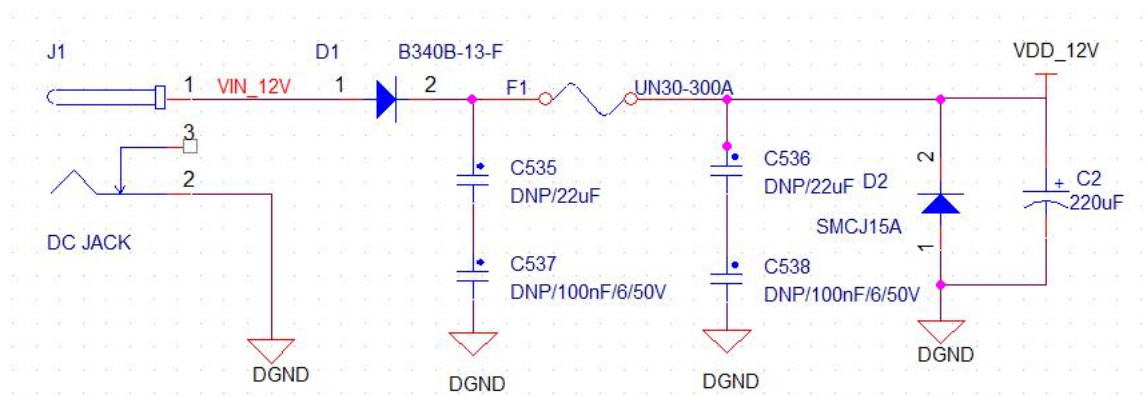 J1
D1
B340B-13-F
VDD_12V
1
VIN_12V
1
2
F1
UN30-300A
3
2
C535
DNP/22uF
C536
DNP/22uF
D2
2
SMCJ15A
1
+
C2
220uF
DC JACK
C537
DNP/100nF/6/50V
C538
DNP/100nF/6/50V
DGND
DGND
DGND
DGND